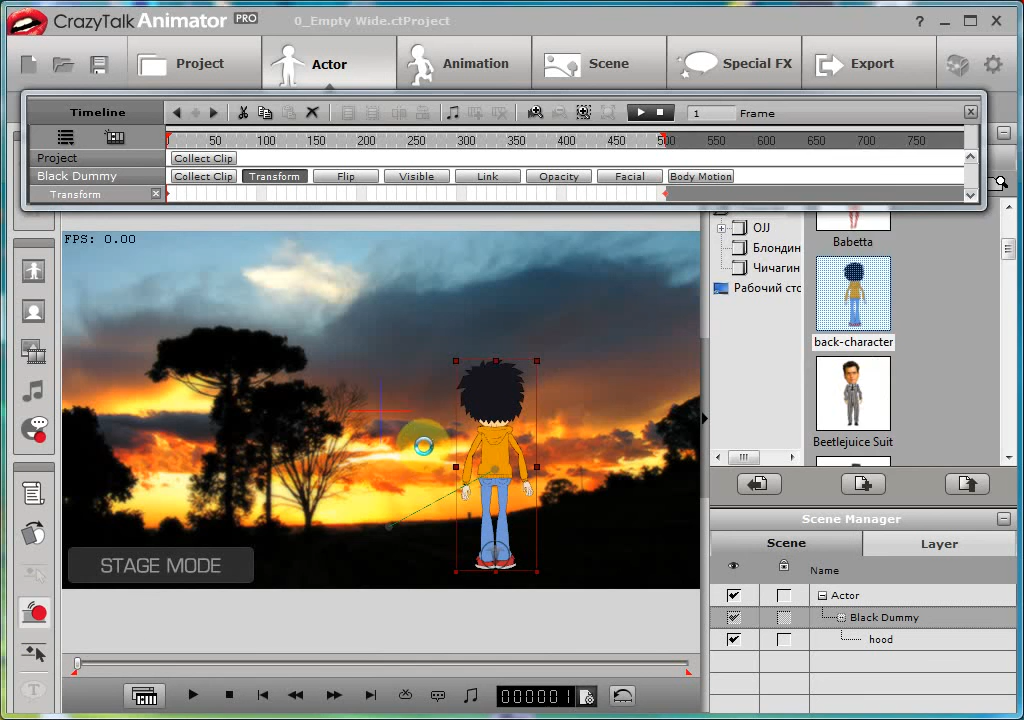 CrazyTalk Animator PRO 0_Empty Wide.ctProject
Project Actor Animation Scene Special FX Export
Timeline 1 Frame
0 50 100 150 200 250 300 350 400 450 500 550 600 650 700 750
Project Collect Clip
Black Dummy Collect Clip Transform Flip Visible Link Opacity Facial Body Motion
Transform
FPS: 0.00
OJJ
Блондин
Чичагин
Рабочий сто
Babetta
back-character
Beetlejuice Suit
STAGE MODE
Scene Manager
Scene Layer
Name
Actor
Black Dummy
hood
000001